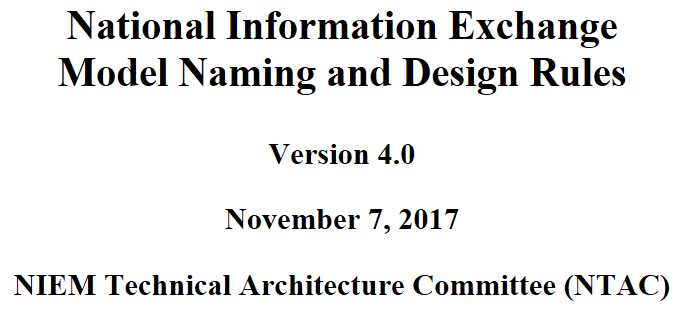 National Information Exchange
Model Naming and Design Rules
Version 4.0
November 7, 2017
NIEM Technical Architecture Committee (NTAC)